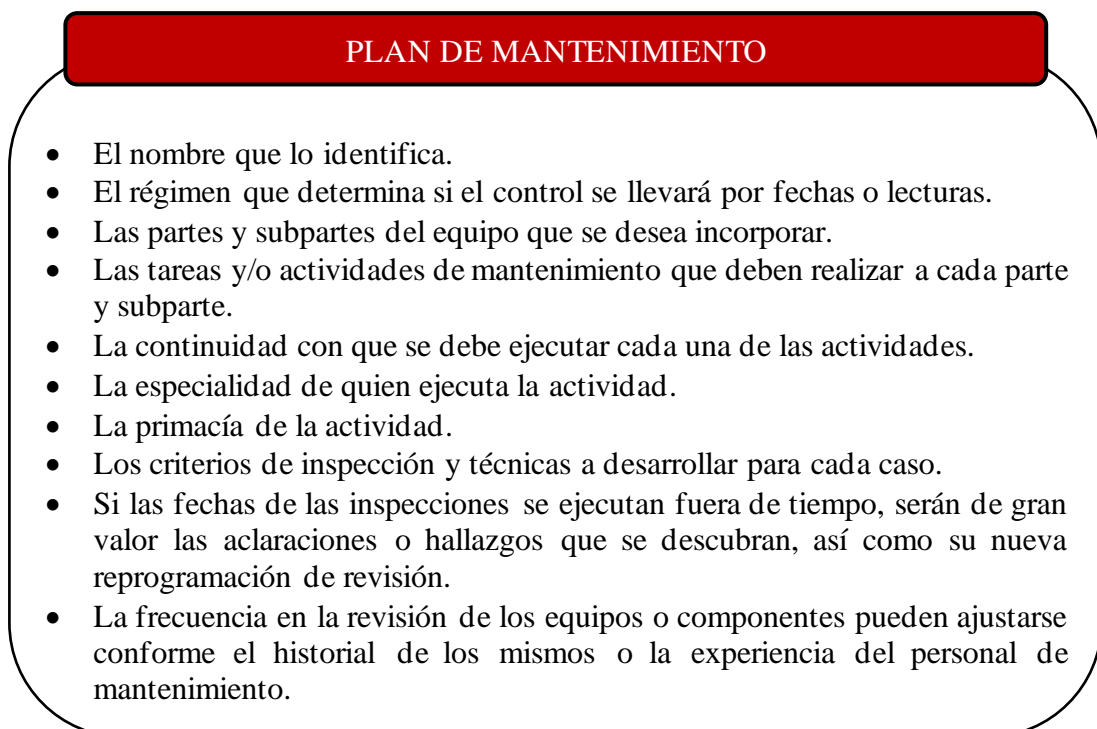 PLAN DE MANTENIMIENTO
• El nombre que lo identifica.
• El régimen que determina si el control se llevará por fechas o lecturas.
• Las partes y subpartes del equipo que se desea incorporar.
• Las tareas y/o actividades de mantenimiento que deben realizar a cada parte
y subparte.
• La continuidad con que se debe ejecutar cada una de las actividades.
• La especialidad de quien ejecuta la actividad.
• La primacía de la actividad.
• Los criterios de inspección y técnicas a desarrollar para cada caso.
• Si las fechas de las inspecciones se ejecutan fuera de tiempo, serán de gran
valor las aclaraciones o hallazgos que se descubran, así como su nueva
reprogramación de revisión.
• La frecuencia en la revisión de los equipos o componentes pueden ajustarse
conforme el historial de los mismos o la experiencia del personal de
mantenimiento.